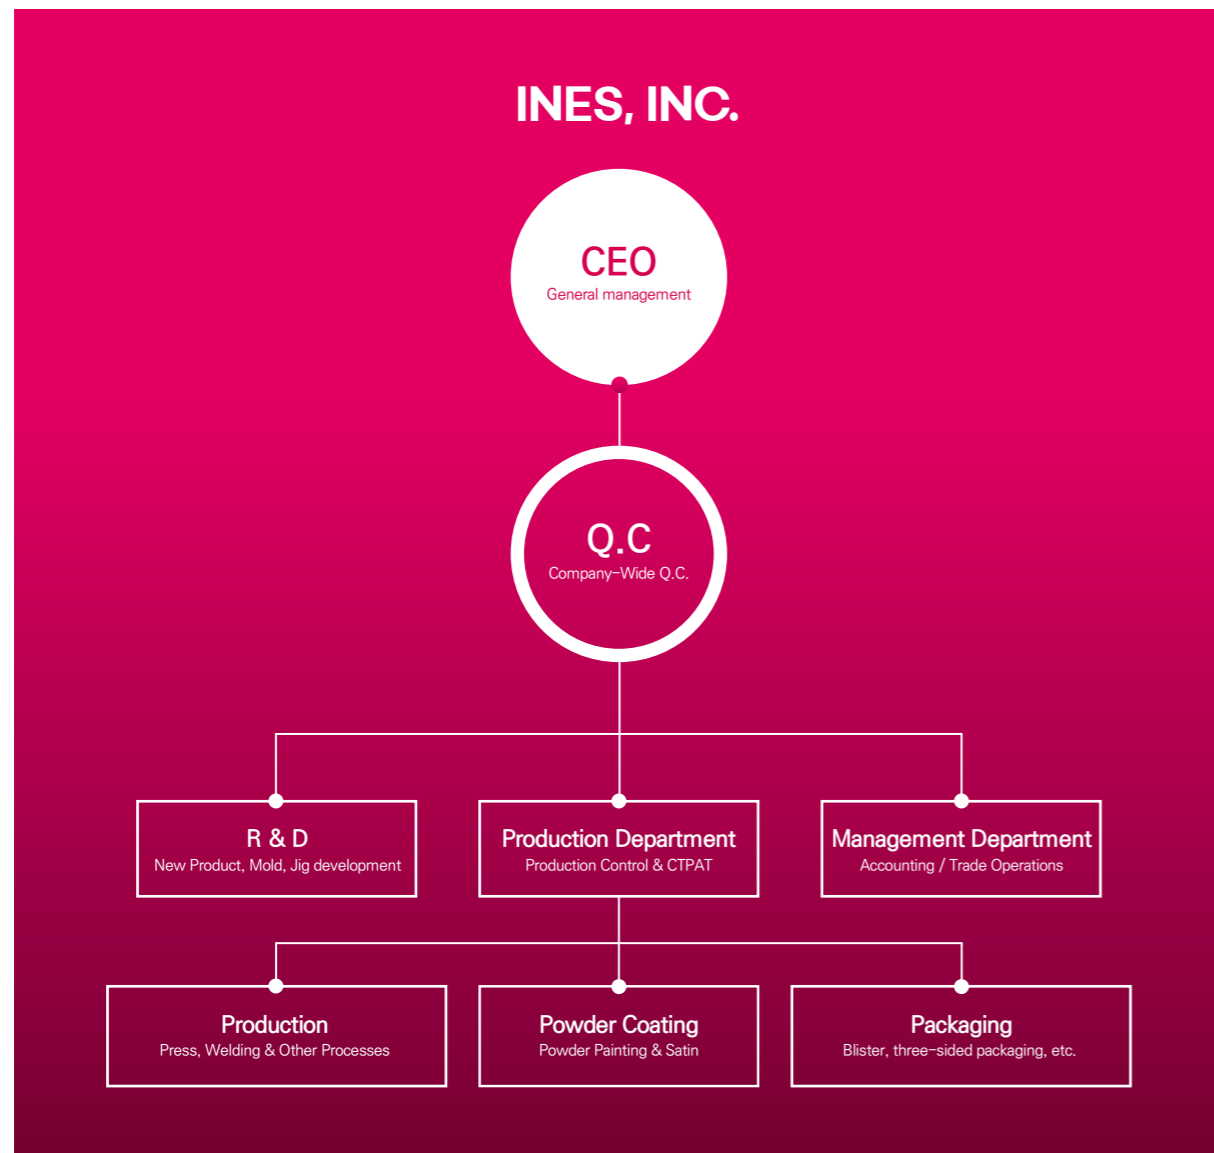 INES, INC.
CEO
General management
Q.C
Company-Wide Q.C.
R & D
New Product, Mold, Jig development
Production Department
Production Control & CTPAT
Management Department
Accounting / Trade Operations
Production
Press, Welding & Other Processes
Powder Coating
Powder Painting & Satin
Packaging
Blister, three-sided packaging, etc.